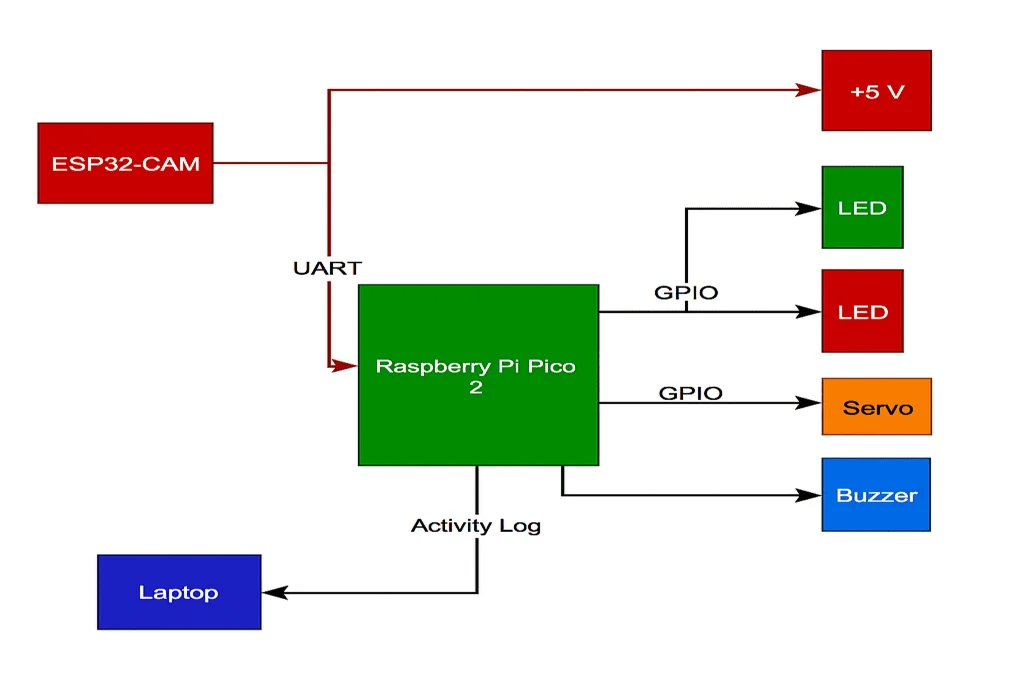 +5 V
ESP32-CAM
LED
UART
GPIO
LED
Raspberry Pi Pico
2
GPIO
Servo
Buzzer
Activity Log
Laptop